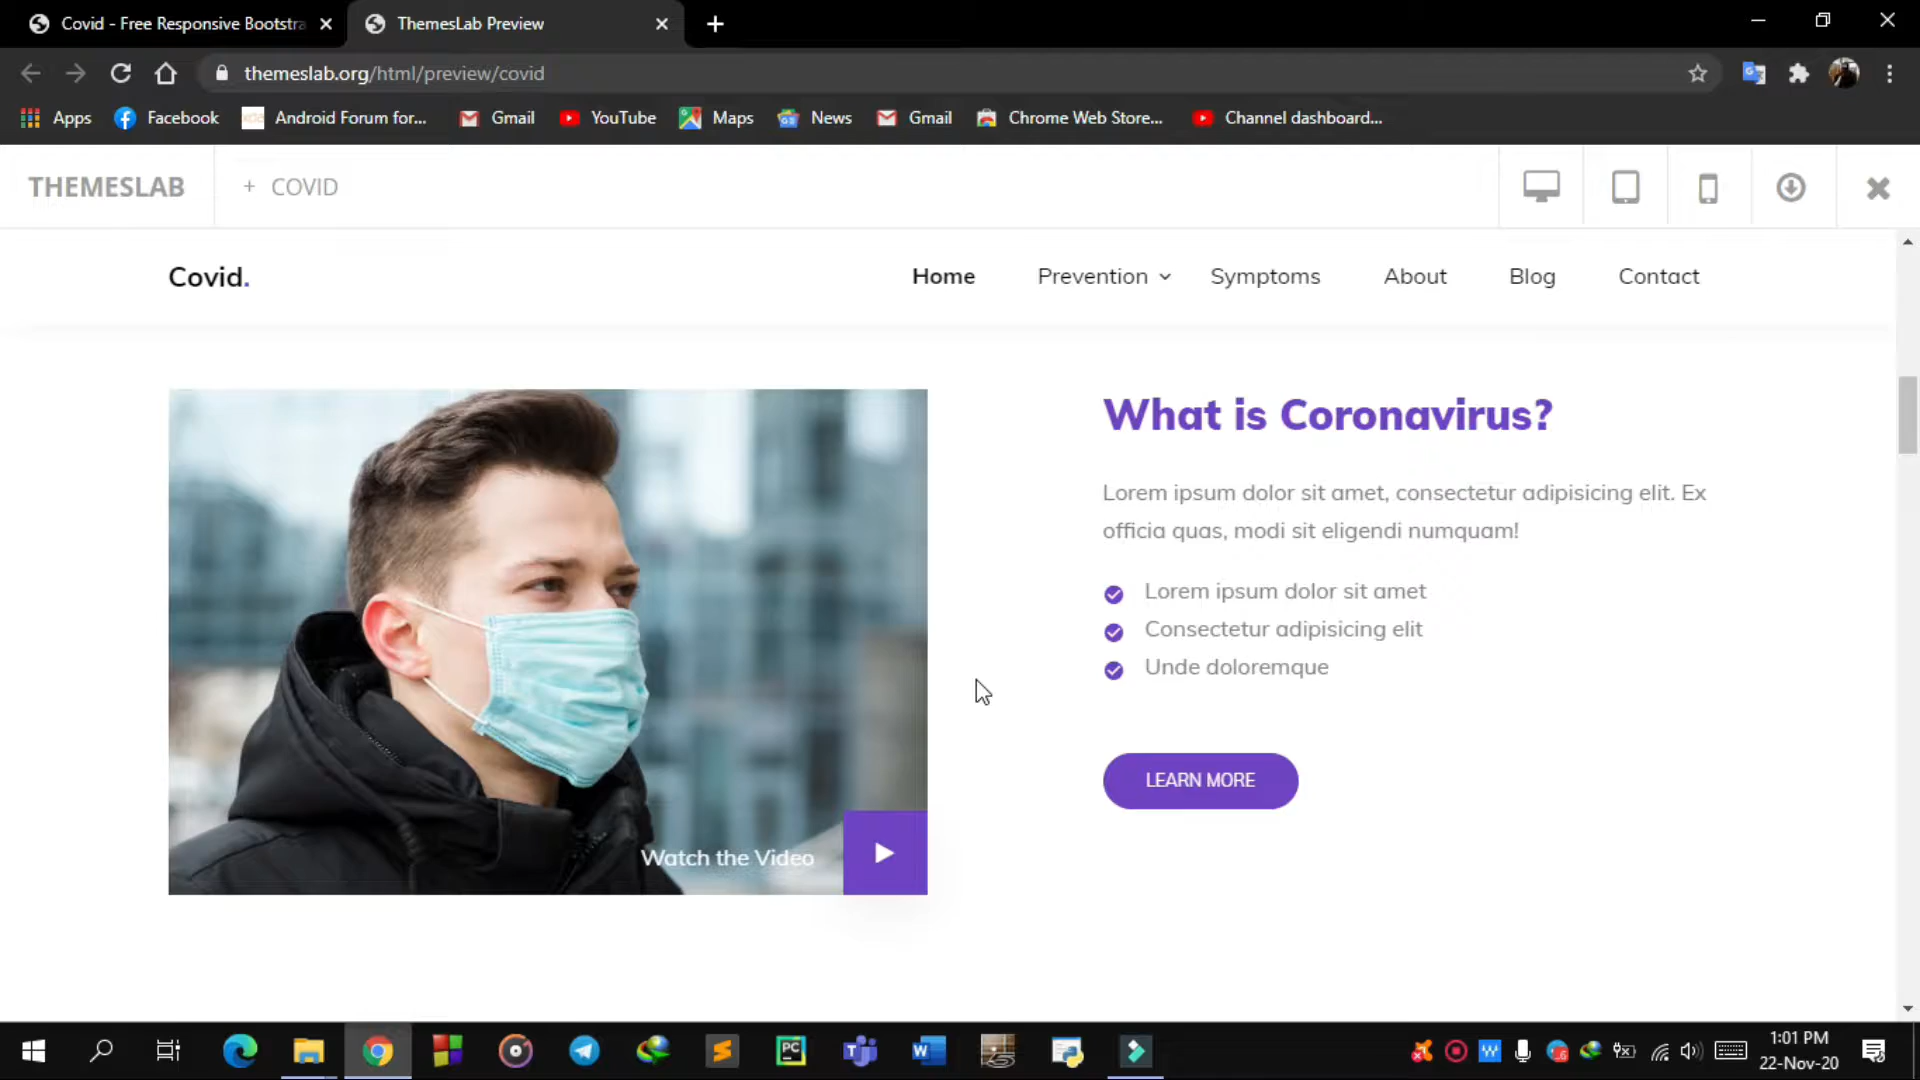 Covid - Free Responsive Bootstra
ThemesLab Preview
themeslab.org/html/preview/covid
Apps
Facebook
Android Forum for...
Gmail
YouTube
Maps
News
Gmail
Chrome Web Store...
Channel dashboard...
THEMESLAB
+ COVID
Covid.
Home
Prevention
Symptoms
About
Blog
Contact
What is Coronavirus?
Lorem ipsum dolor sit amet, consectetur adipisicing elit. Ex
officia quas, modi sit eligendi numquam!
Lorem ipsum dolor sit amet
Consectetur adipisicing elit
Unde doloremque
LEARN MORE
Watch the Video
1:01 PM
22-Nov-20